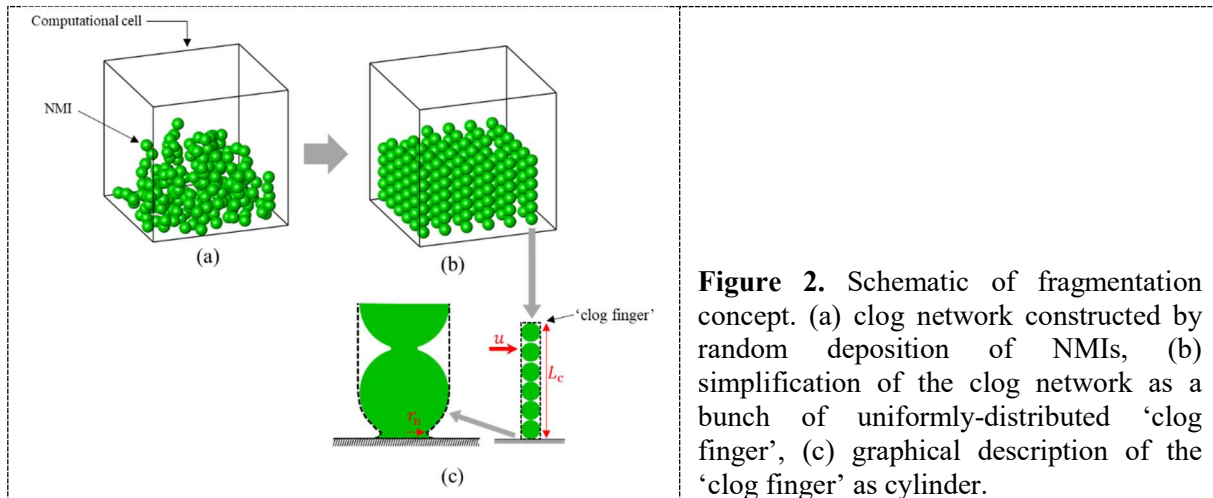 Computational cell
NMI
(a)
(b)
'clog finger'
u
L_c
r_n
(c)
Figure 2. Schematic of fragmentation
concept. (a) clog network constructed by
random deposition of NMIs, (b)
simplification of the clog network as a
bunch of uniformly-distributed 'clog
finger', (c) graphical description of the
'clog finger' as cylinder.